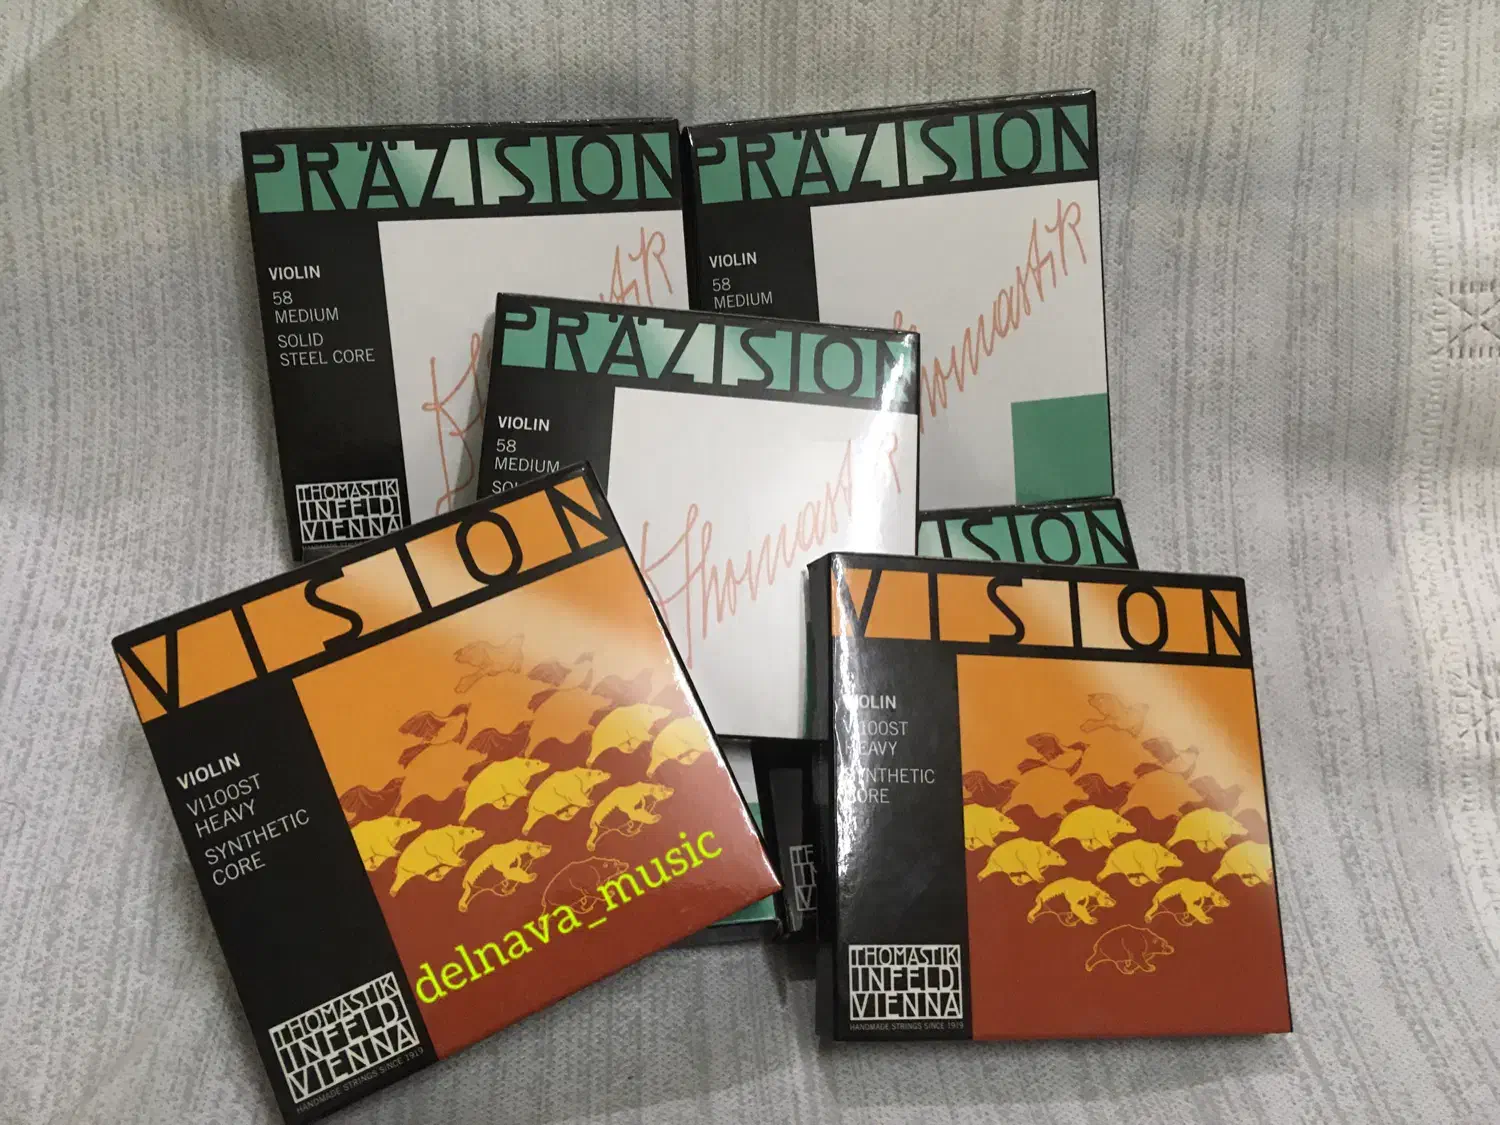 PRÄZISION
VIOLIN
58
MEDIUM
SOLID
STEEL CORE
THOMASTIK
INFELD
VIENNA
PRÄZISION
VIOLIN
58
MEDIUM
Thomastik
PRÄZISION
VIOLIN
58
MEDIUM
Thomastik
VISION
VIOLIN
VI100ST
HEAVY
SYNTHETIC
CORE
THOMASTIK
INFELD
VIENNA
HANDMADE STRINGS SINCE 1919
delnava_music
VISION
VIOLIN
VI100ST
HEAVY
SYNTHETIC
CORE
THOMASTIK
INFELD
VIENNA
HANDMADE STRINGS SINCE 1919